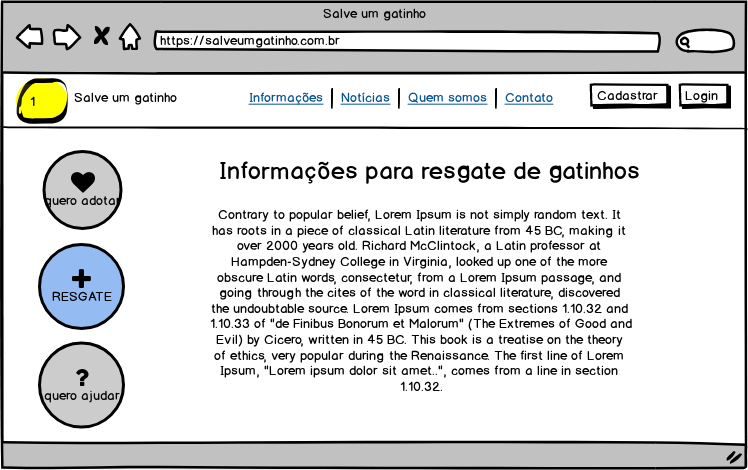 Salve um gatinho
https://salveumgatinho.com.br
1
Salve um gatinho
Informações
Notícias
Quem somos
Contato
Cadastrar
Login
quero adotar
RESGATE
? 
quero ajudar
Informações para resgate de gatinhos
Contrary to popular belief, Lorem Ipsum is not simply random text. It
has roots in a piece of classical Latin literature from 45 BC, making it
over 2000 years old. Richard McClintock, a Latin professor at
Hampden-Sydney College in Virginia, looked up one of the more
obscure Latin words, consectetur, from a Lorem Ipsum passage, and
going through the cites of the word in classical literature, discovered
the undoubtable source. Lorem Ipsum comes from sections 1.10.32 and
1.10.33 of "de Finibus Bonorum et Malorum" (The Extremes of Good and
Evil) by Cicero, written in 45 BC. This book is a treatise on the theory
of ethics, very popular during the Renaissance. The first line of Lorem
Ipsum, "Lorem ipsum dolor sit amet..", comes from a line in section
1.10.32.